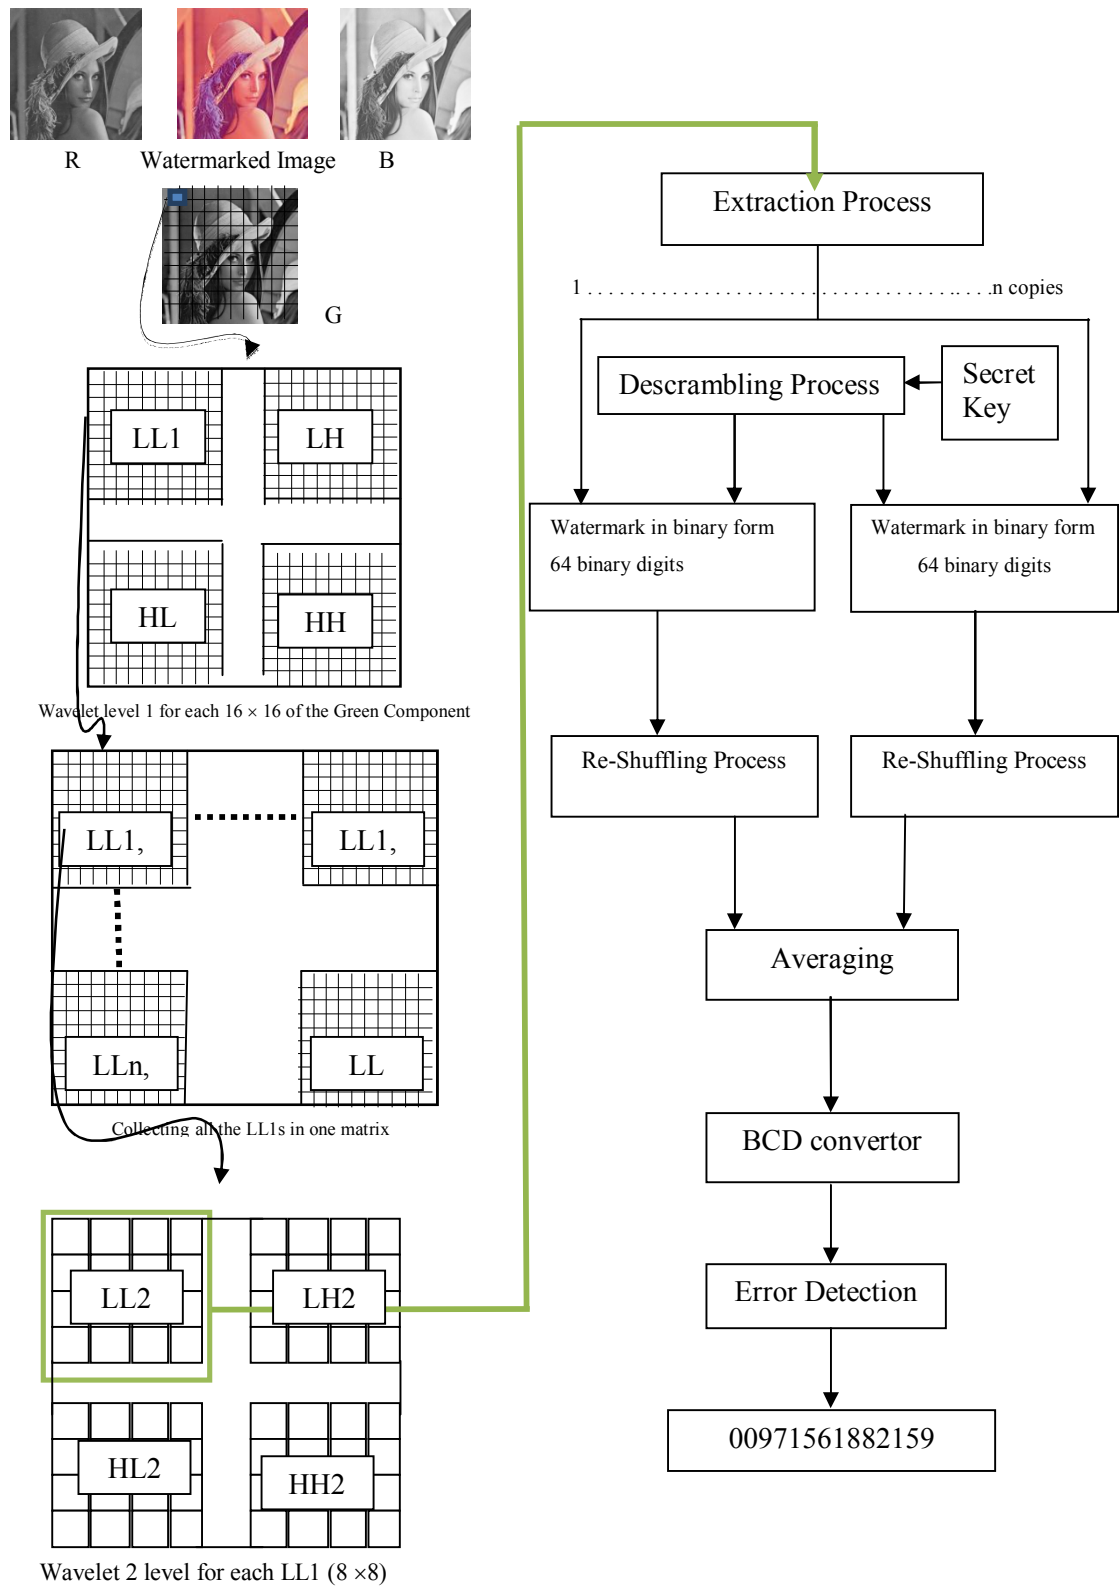 R
Watermarked Image
B
G
LL1
LH
HL
HH
Wavelet level 1 for each 16 × 16 of the Green Component
LL1,
LL1,
LLn,
LL
Collecting all the LL1s in one matrix
LL2
LH2
HL2
HH2
Wavelet 2 level for each LL1 (8 ×8)
Extraction Process
1 . . . . . . . . . . . . . . . . . . . . . . . . . . . . . . . . . . . . . . . .n copies
Descrambling Process
Secret
Key
Watermark in binary form
64 binary digits
Watermark in binary form
64 binary digits
Re-Shuffling Process
Re-Shuffling Process
Averaging
BCD convertor
Error Detection
00971561882159